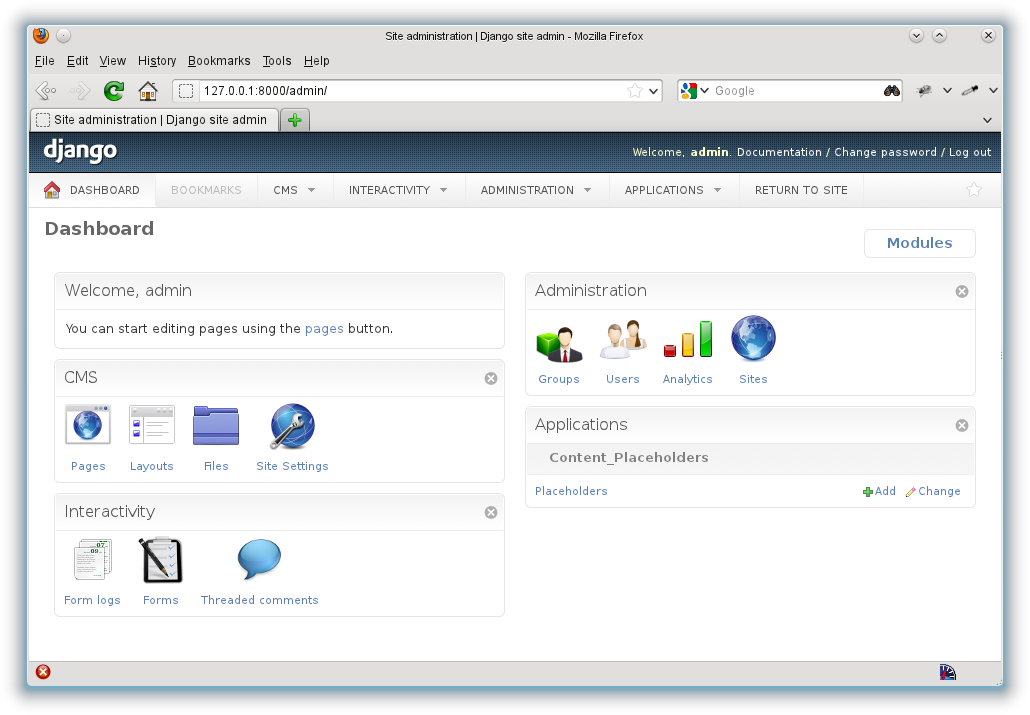 Site administration | Django site admin - Mozilla Firefox
File Edit View History Bookmarks Tools Help
127.0.0.1:8000/admin/
Google
Site administration | Django site admin
django
Welcome, admin. Documentation / Change password / Log out
DASHBOARD BOOKMARKS CMS INTERACTIVITY ADMINISTRATION APPLICATIONS RETURN TO SITE
Dashboard
Modules
Welcome, admin
You can start editing pages using the pages button.
CMS
Pages Layouts Files Site Settings
Interactivity
Form logs Forms Threaded comments
Administration
Groups Users Analytics Sites
Applications
Content_Placeholders
Placeholders Add Change